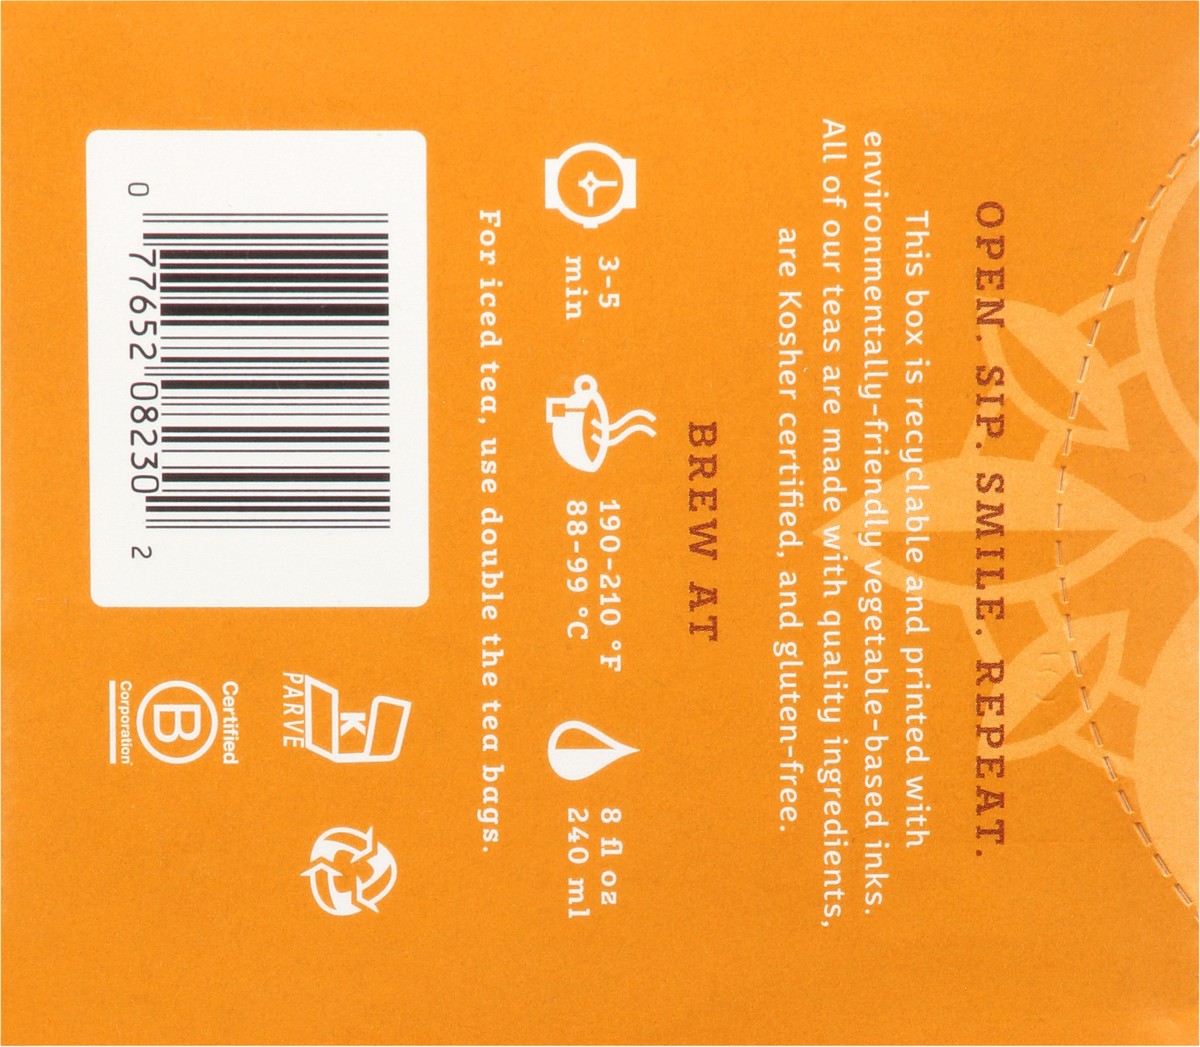 OPEN. SIP. SMILE. REPEAT.
This box is recyclable and printed with
environmentally-friendly vegetable-based inks.
All of our teas are made with quality ingredients,
are Kosher certified, and gluten-free.
BREW AT
3-5
min
190-210 °F
88-99 °C
8 fl oz
240 ml
For iced tea, use double the tea bags.
0 77652 08230 2
K
PARVE
Certified
B
Corporation